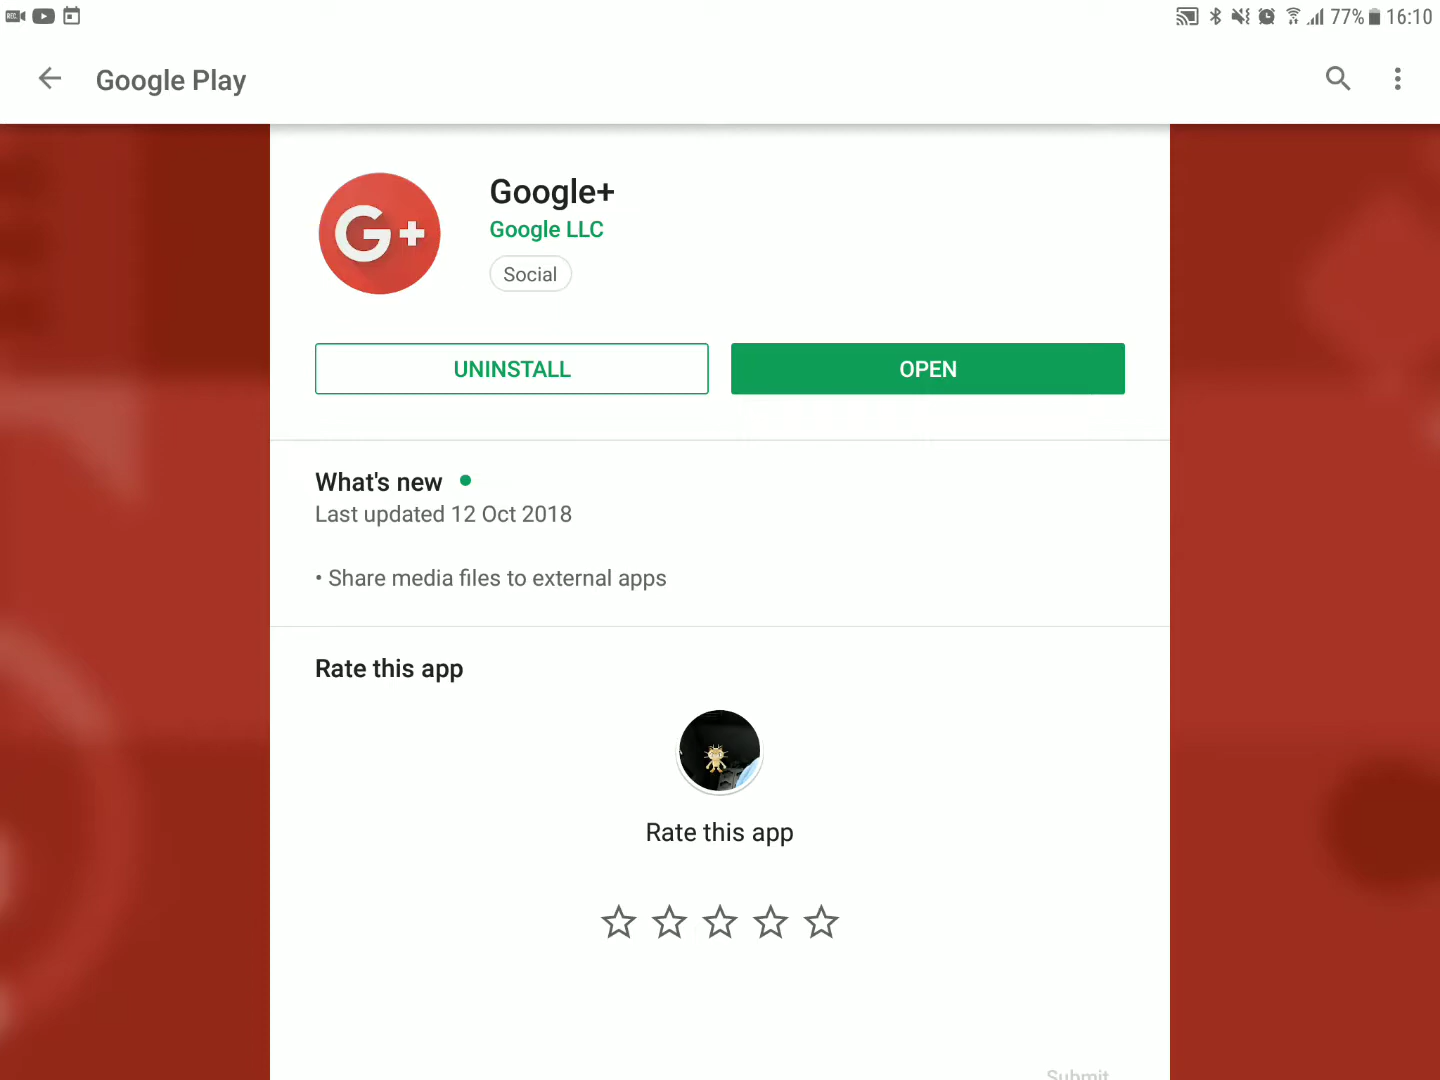 REC
77% 16:10
Google Play
G+
Google+
Google LLC
Social
UNINSTALL
OPEN
What's new
Last updated 12 Oct 2018
• Share media files to external apps
Rate this app
Rate this app
Submit